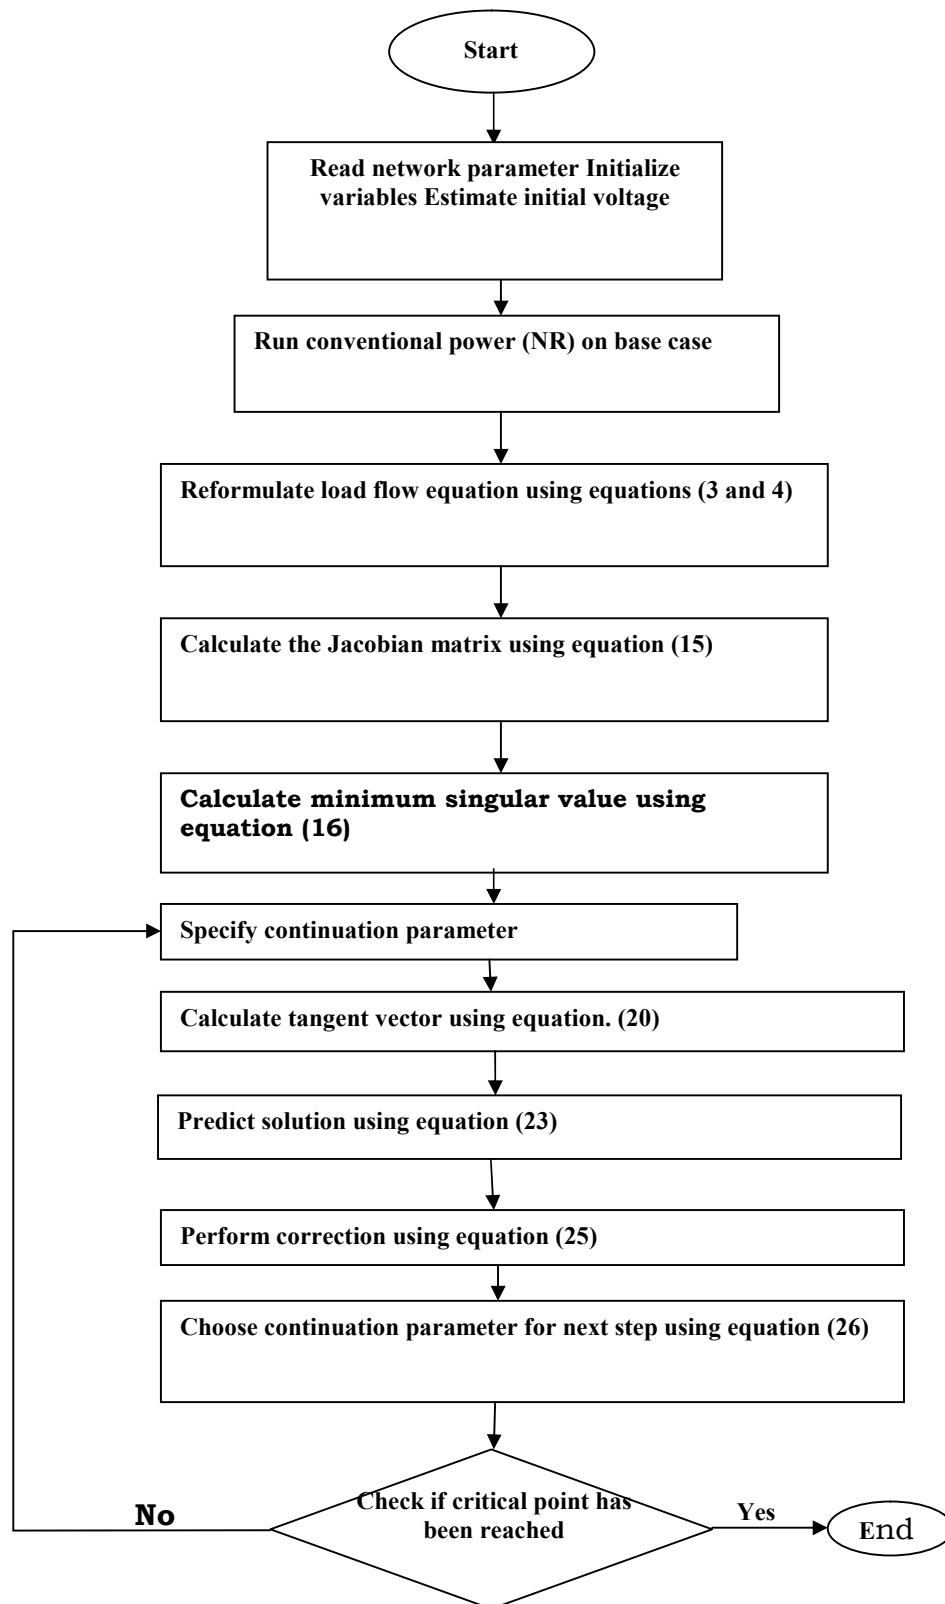 Start
Read network parameter Initialize
variables Estimate initial voltage
Run conventional power (NR) on base case
Reformulate load flow equation using equations (3 and 4)
Calculate the Jacobian matrix using equation (15)
Calculate minimum singular value using
equation (16)
Specify continuation parameter
Calculate tangent vector using equation. (20)
Predict solution using equation (23)
Perform correction using equation (25)
Choose continuation parameter for next step using equation (26)
Check if critical point has
been reached
No
Yes
End